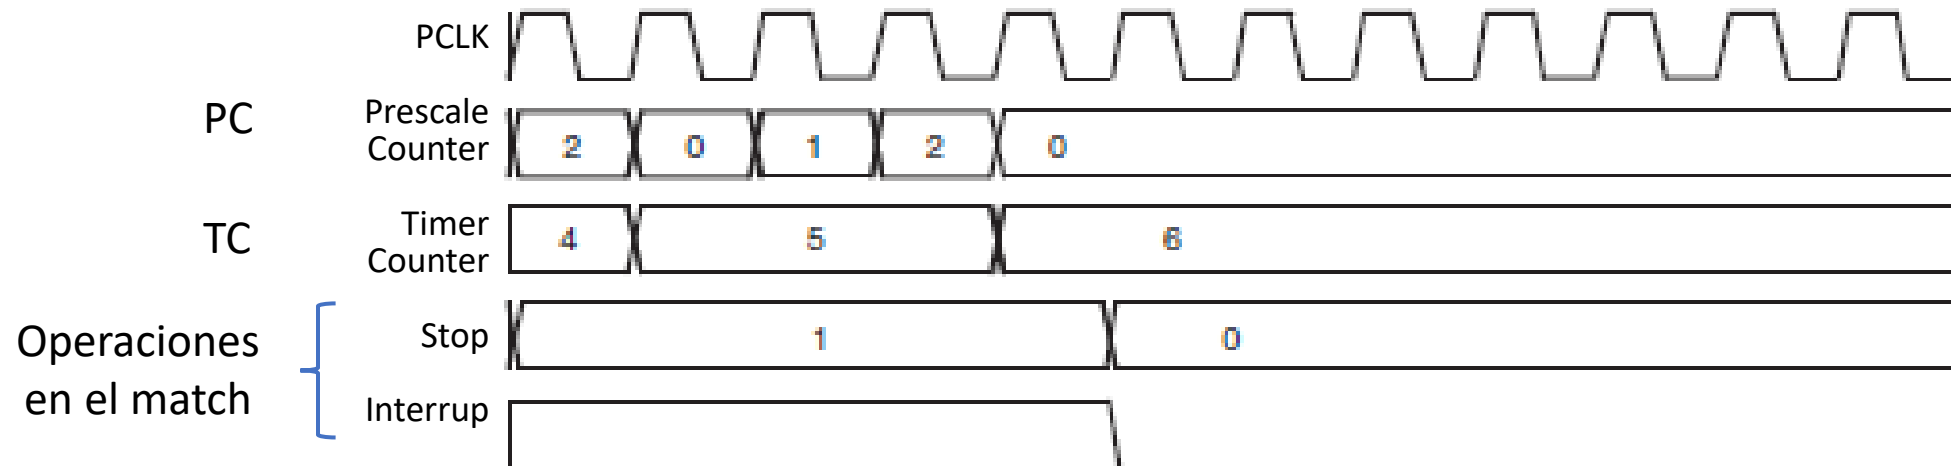 PCLK
PC
Prescale
Counter
2 0 1 2 0
TC
Timer
Counter
4 5 6
Operaciones
en el match
Stop
1 0
Interrup